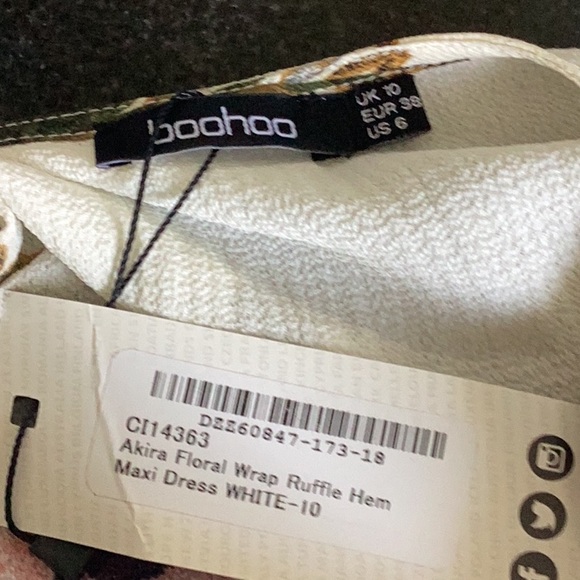 boohoo
UK 10
EUR 38
US 6
DZZ60847-173-18
CI14363
Akira Floral Wrap Ruffle Hem
Maxi Dress WHITE-10